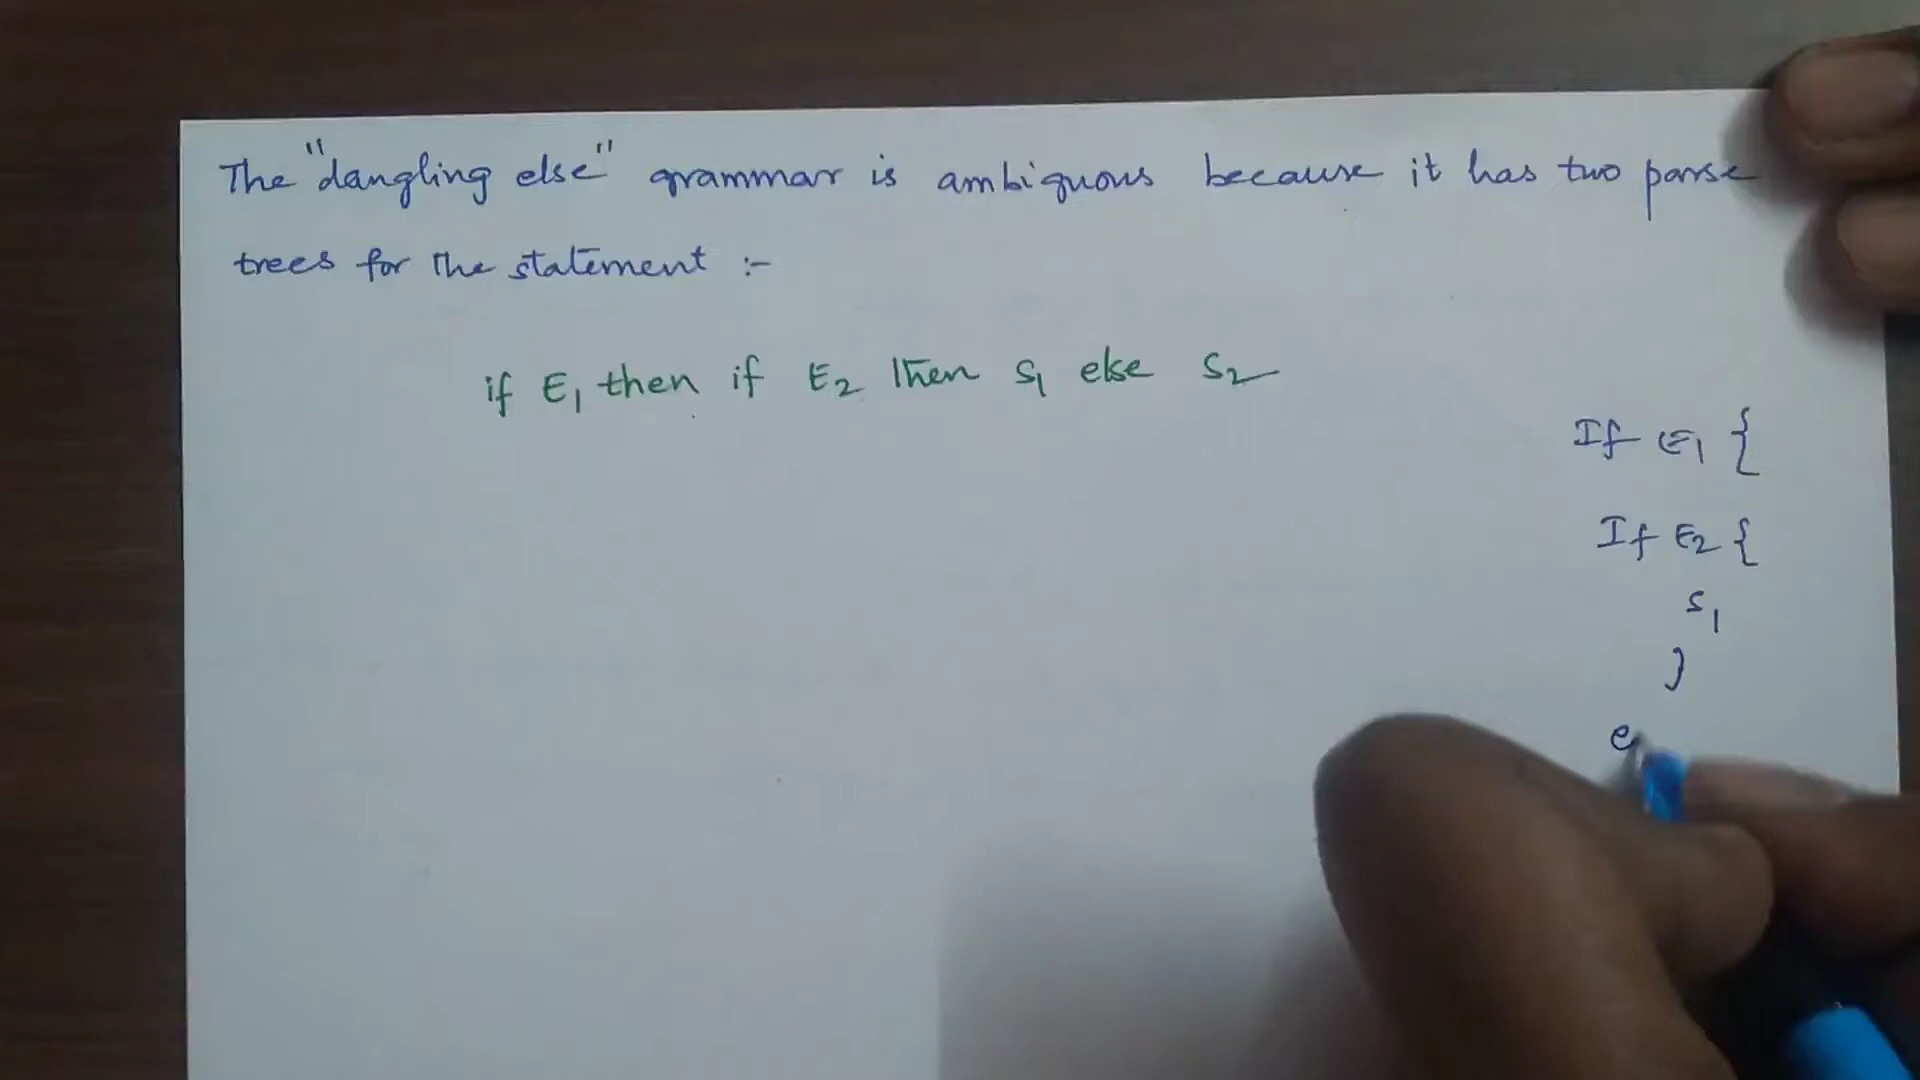 The "dangling else" grammar is ambiguous because it has two parse
trees for the statement :-
if E₁ then if E₂ then S₁ else S₂
If E₁ {
If E₂ {
S₁
}
e